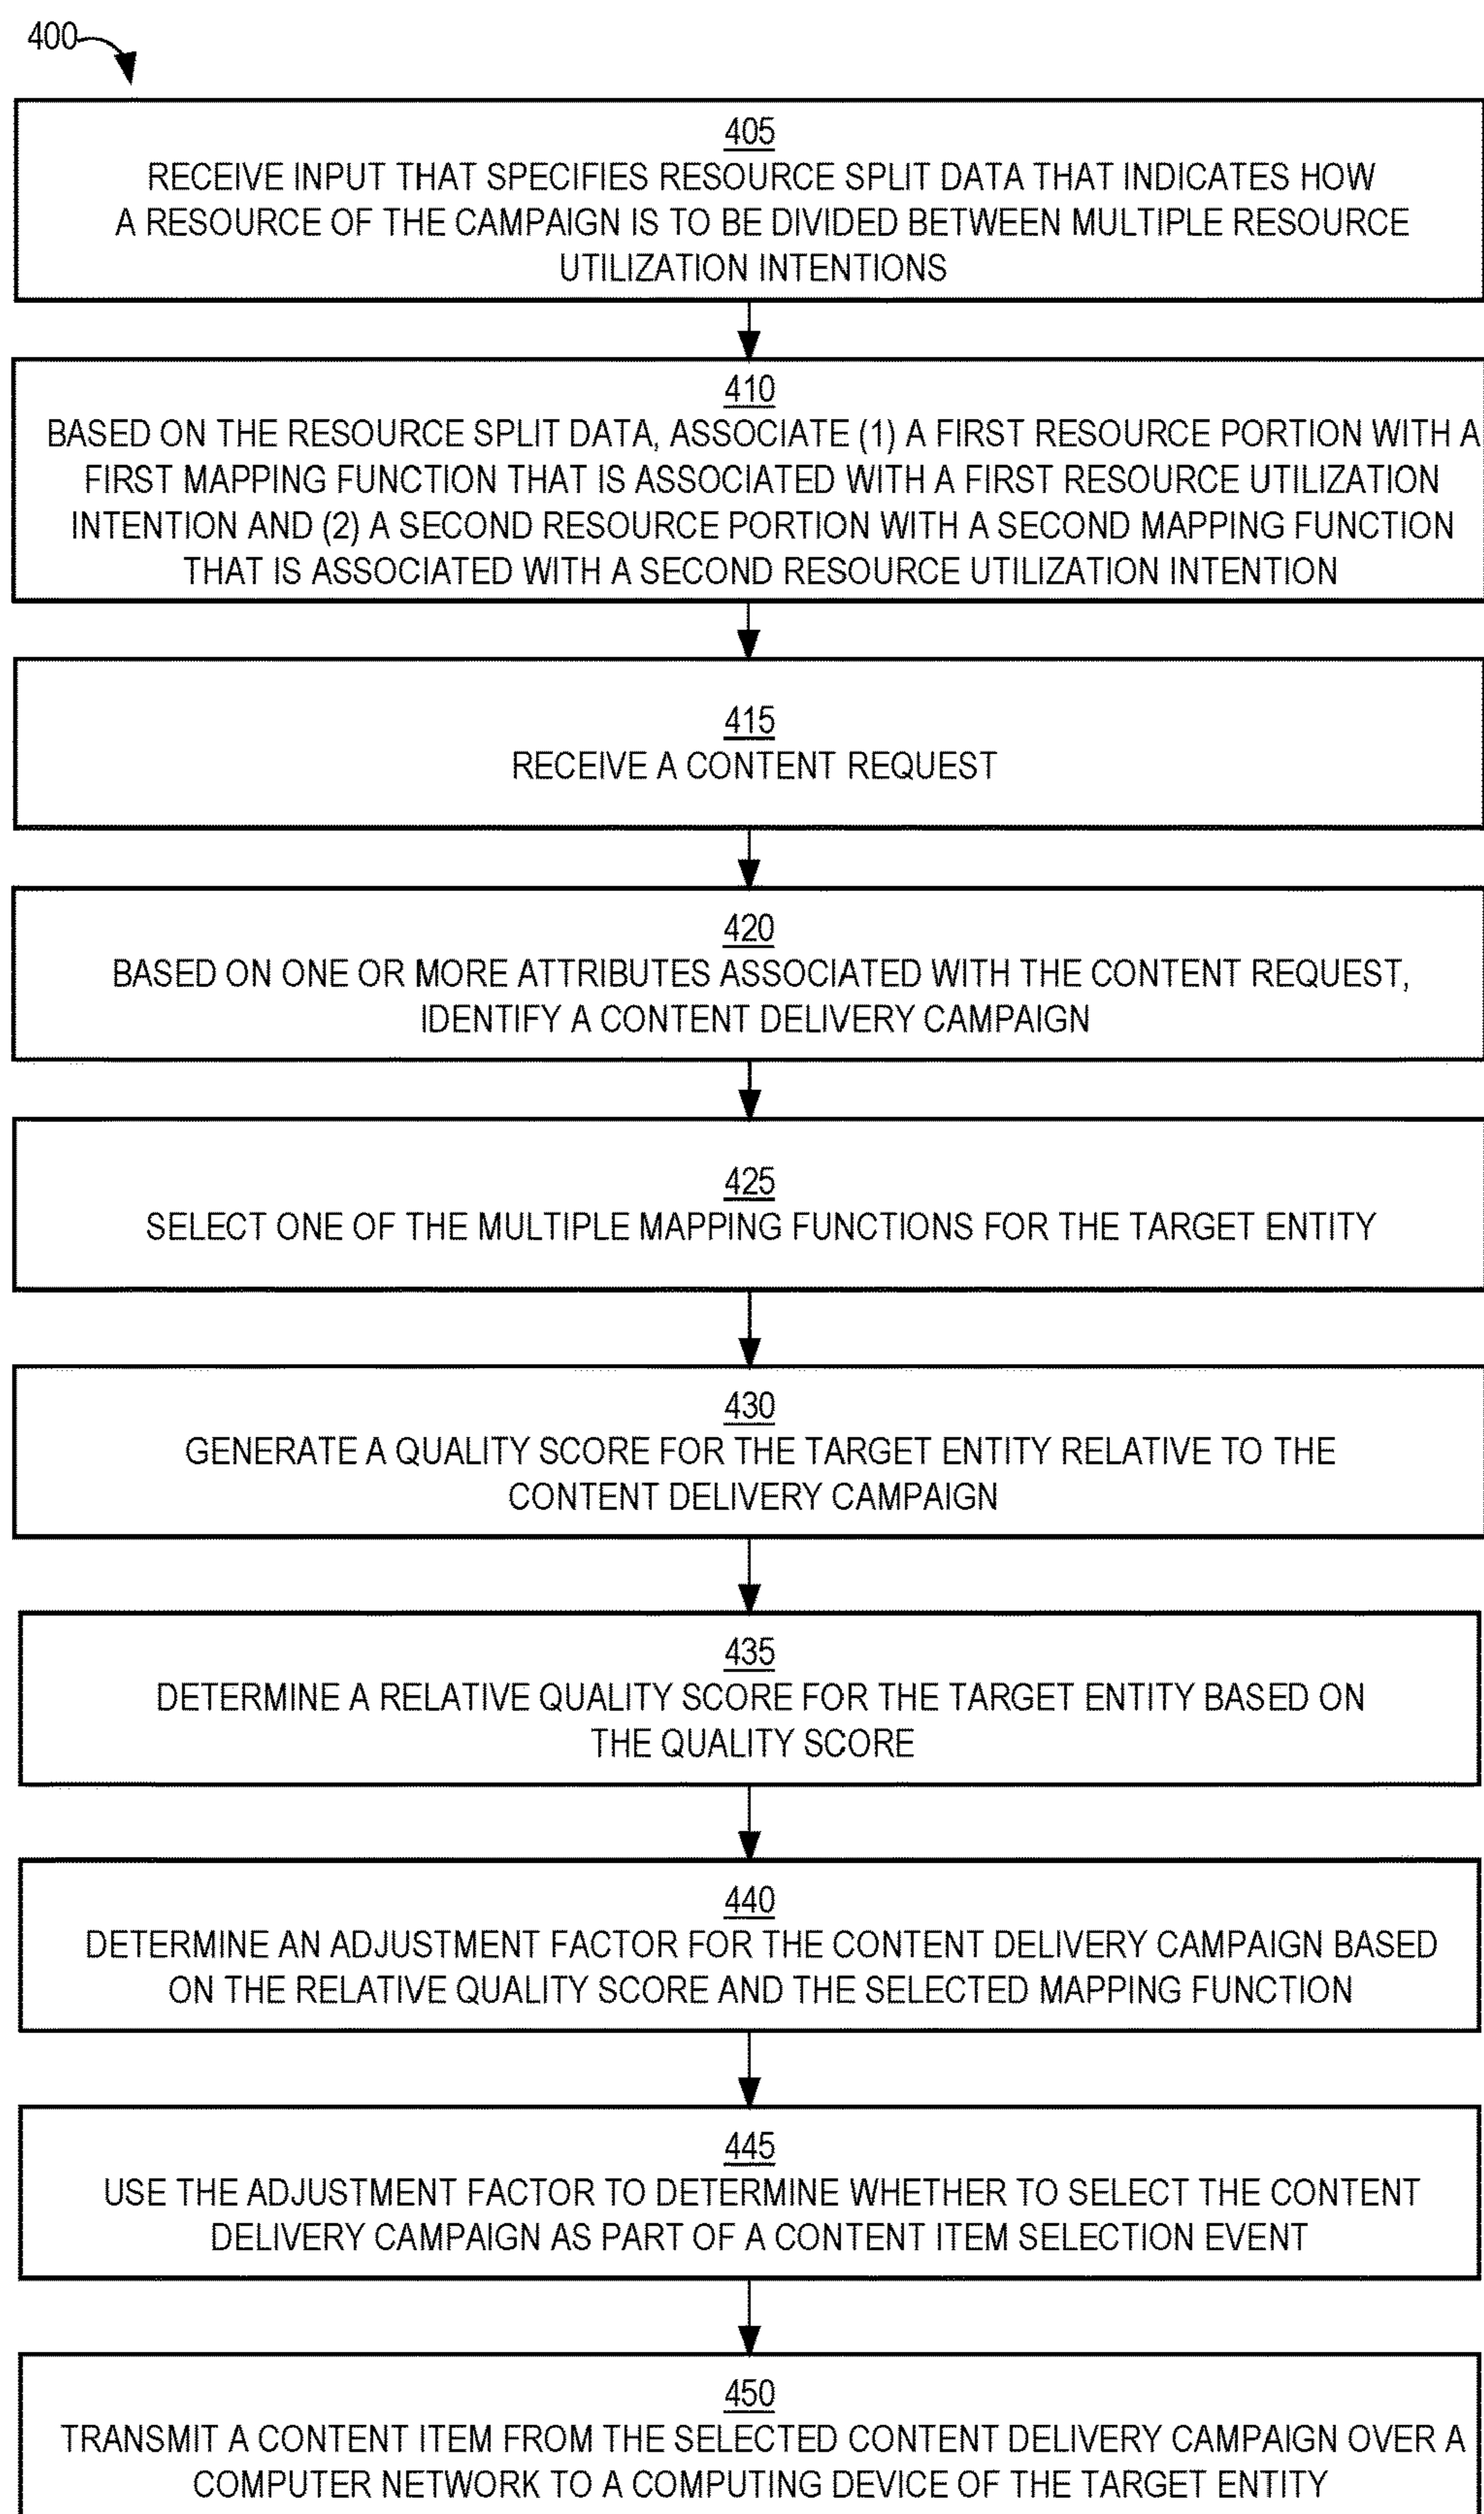 400
405
RECEIVE INPUT THAT SPECIFIES RESOURCE SPLIT DATA THAT INDICATES HOW
A RESOURCE OF THE CAMPAIGN IS TO BE DIVIDED BETWEEN MULTIPLE RESOURCE
UTILIZATION INTENTIONS
410
BASED ON THE RESOURCE SPLIT DATA, ASSOCIATE (1) A FIRST RESOURCE PORTION WITH A
FIRST MAPPING FUNCTION THAT IS ASSOCIATED WITH A FIRST RESOURCE UTILIZATION
INTENTION AND (2) A SECOND RESOURCE PORTION WITH A SECOND MAPPING FUNCTION
THAT IS ASSOCIATED WITH A SECOND RESOURCE UTILIZATION INTENTION
415
RECEIVE A CONTENT REQUEST
420
BASED ON ONE OR MORE ATTRIBUTES ASSOCIATED WITH THE CONTENT REQUEST,
IDENTIFY A CONTENT DELIVERY CAMPAIGN
425
SELECT ONE OF THE MULTIPLE MAPPING FUNCTIONS FOR THE TARGET ENTITY
430
GENERATE A QUALITY SCORE FOR THE TARGET ENTITY RELATIVE TO THE
CONTENT DELIVERY CAMPAIGN
435
DETERMINE A RELATIVE QUALITY SCORE FOR THE TARGET ENTITY BASED ON
THE QUALITY SCORE
440
DETERMINE AN ADJUSTMENT FACTOR FOR THE CONTENT DELIVERY CAMPAIGN BASED
ON THE RELATIVE QUALITY SCORE AND THE SELECTED MAPPING FUNCTION
445
USE THE ADJUSTMENT FACTOR TO DETERMINE WHETHER TO SELECT THE CONTENT
DELIVERY CAMPAIGN AS PART OF A CONTENT ITEM SELECTION EVENT
450
TRANSMIT A CONTENT ITEM FROM THE SELECTED CONTENT DELIVERY CAMPAIGN OVER A
COMPUTER NETWORK TO A COMPUTING DEVICE OF THE TARGET ENTITY